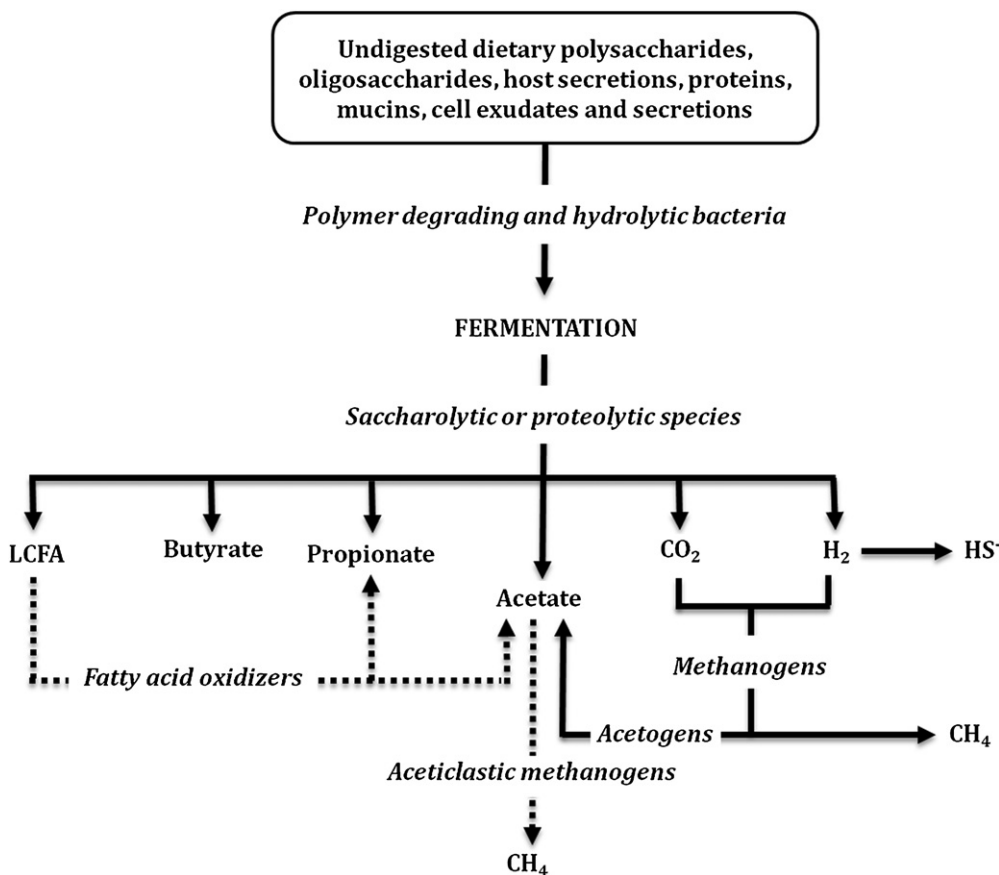 Undigested dietary polysaccharides,
oligosaccharides, host secretions, proteins,
mucins, cell exudates and secretions
Polymer degrading and hydrolytic bacteria
FERMENTATION
Saccharolytic or proteolytic species
LCFA
Butyrate
Propionate
Acetate
CO₂
H₂
HS⁻
Fatty acid oxidizers
Methanogens
Acetogens
CH₄
Aceticlastic methanogens
CH₄